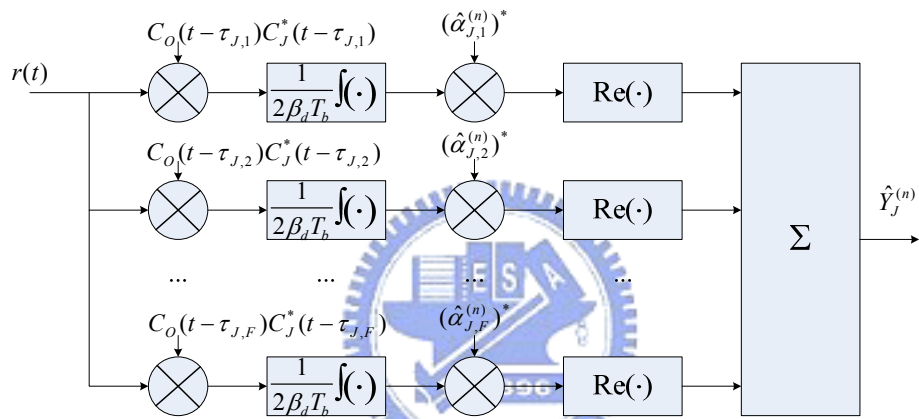 C_O(t − τ_{J,1})C_J^*(t − τ_{J,1})
(α̂_{J,1}^{(n)})^*
r(t)
1/(2β_d T_b) ∫(·)
Re(·)
C_O(t − τ_{J,2})C_J^*(t − τ_{J,2})
(α̂_{J,2}^{(n)})^*
1/(2β_d T_b) ∫(·)
Re(·)
Σ
Ŷ_J^{(n)}
... ... ... ...
E S A
C_O(t − τ_{J,F})C_J^*(t − τ_{J,F})
(α̂_{J,F}^{(n)})^*
1/(2β_d T_b) ∫(·)
Re(·)
896